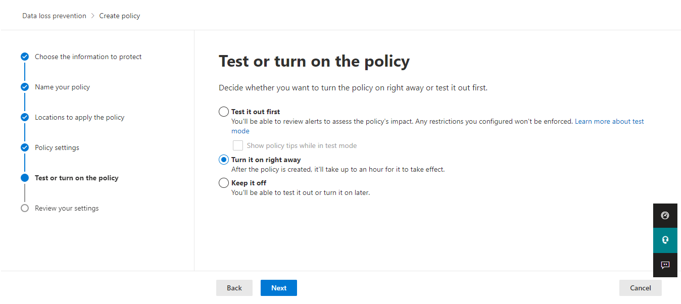 Data loss prevention > Create policy
Choose the information to protect
Name your policy
Locations to apply the policy
Policy settings
Test or turn on the policy
Review your settings
Test or turn on the policy
Decide whether you want to turn the policy on right away or test it out first.
Test it out first
You'll be able to review alerts to assess the policy's impact. Any restrictions you configured won't be enforced. Learn more about test
mode
Show policy tips while in test mode
Turn it on right away
After the policy is created, it'll take up to an hour for it to take effect.
Keep it off
You'll be able to test it out or turn it on later.
Back
Next
Cancel